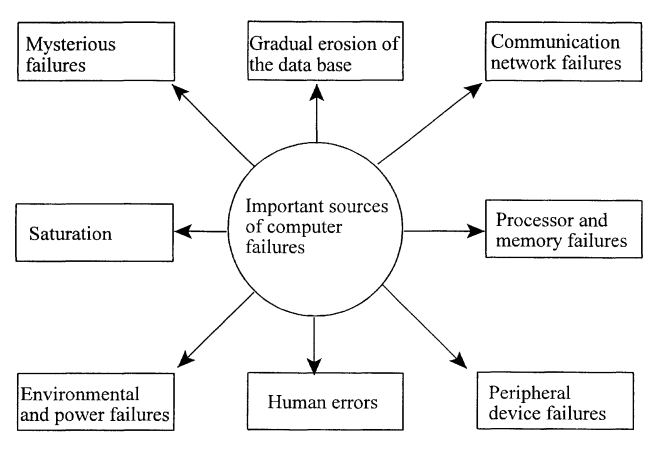 Mysterious
failures
Gradual erosion of
the data base
Communication
network failures
Important sources
of computer
failures
Saturation
Processor and
memory failures
Environmental
and power failures
Human errors
Peripheral
device failures